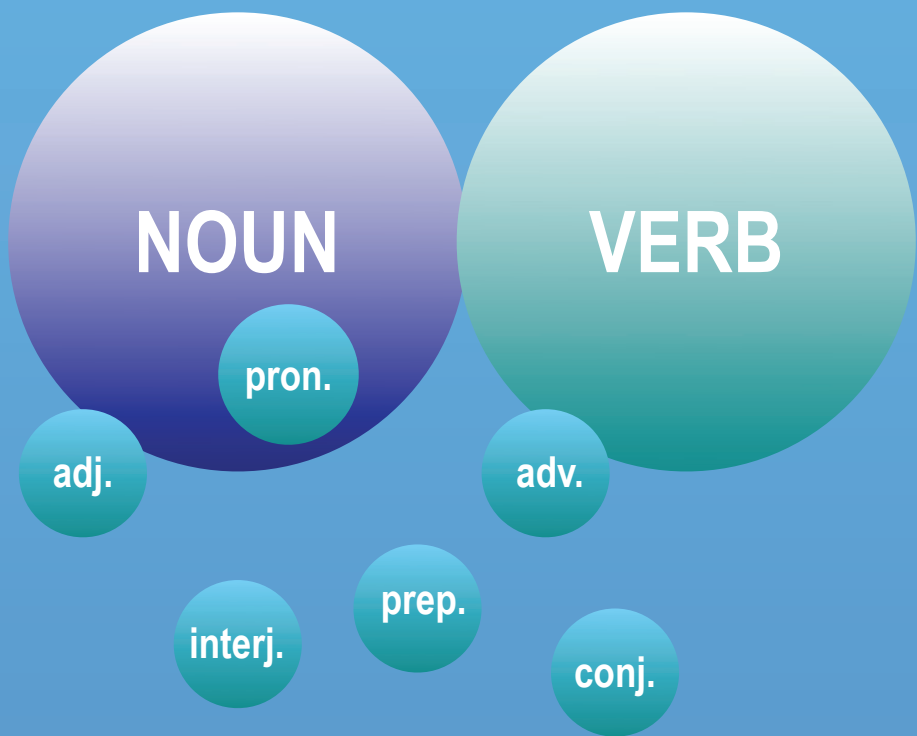 NOUN
VERB
pron.
adj.
adv.
interj.
prep.
conj.